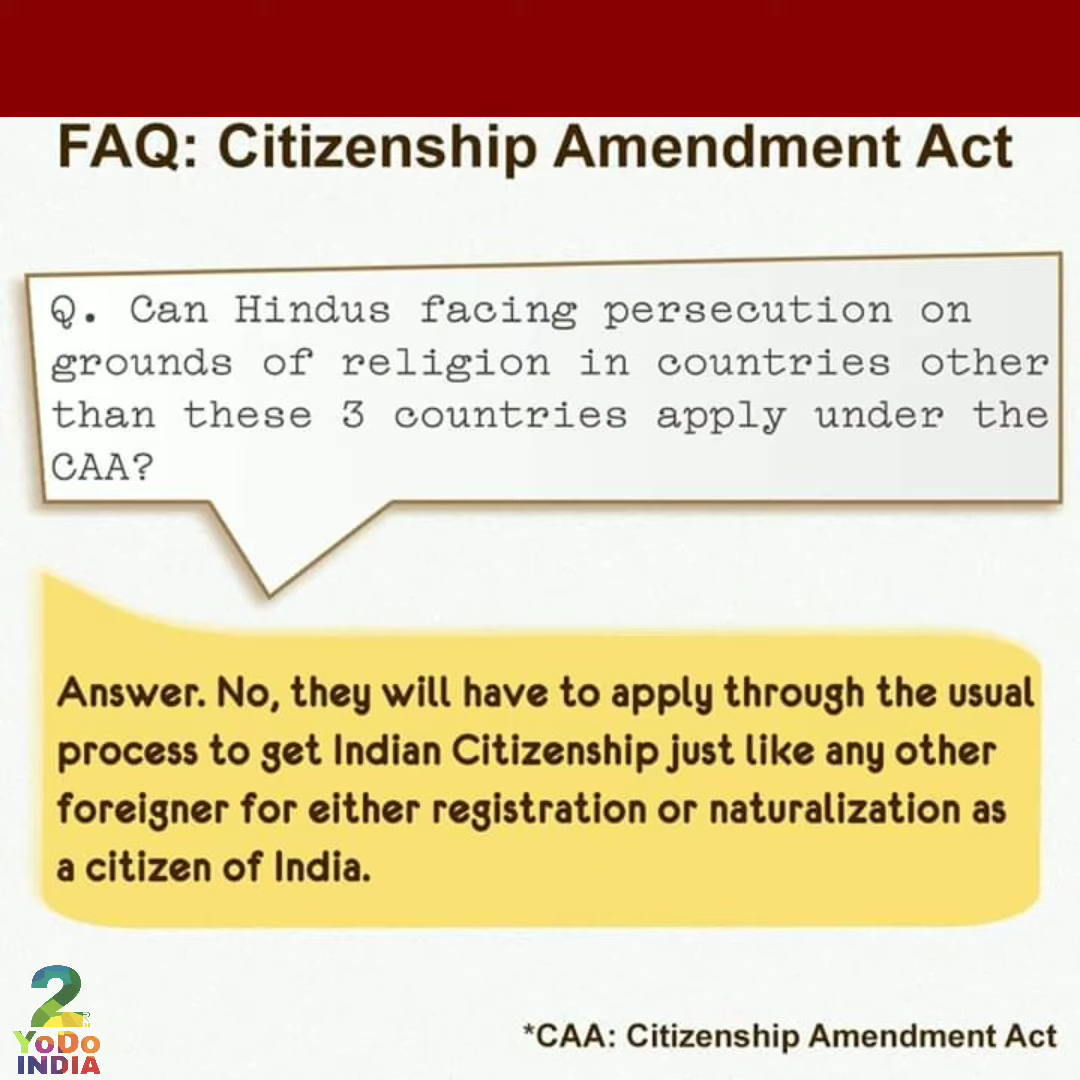 FAQ: Citizenship Amendment Act
Q. Can Hindus facing persecution on
grounds of religion in countries other
than these 3 countries apply under the
CAA?
Answer. No, they will have to apply through the usual
process to get Indian Citizenship just like any other
foreigner for either registration or naturalization as
a citizen of India.
2
YoDo
INDIA
*CAA: Citizenship Amendment Act